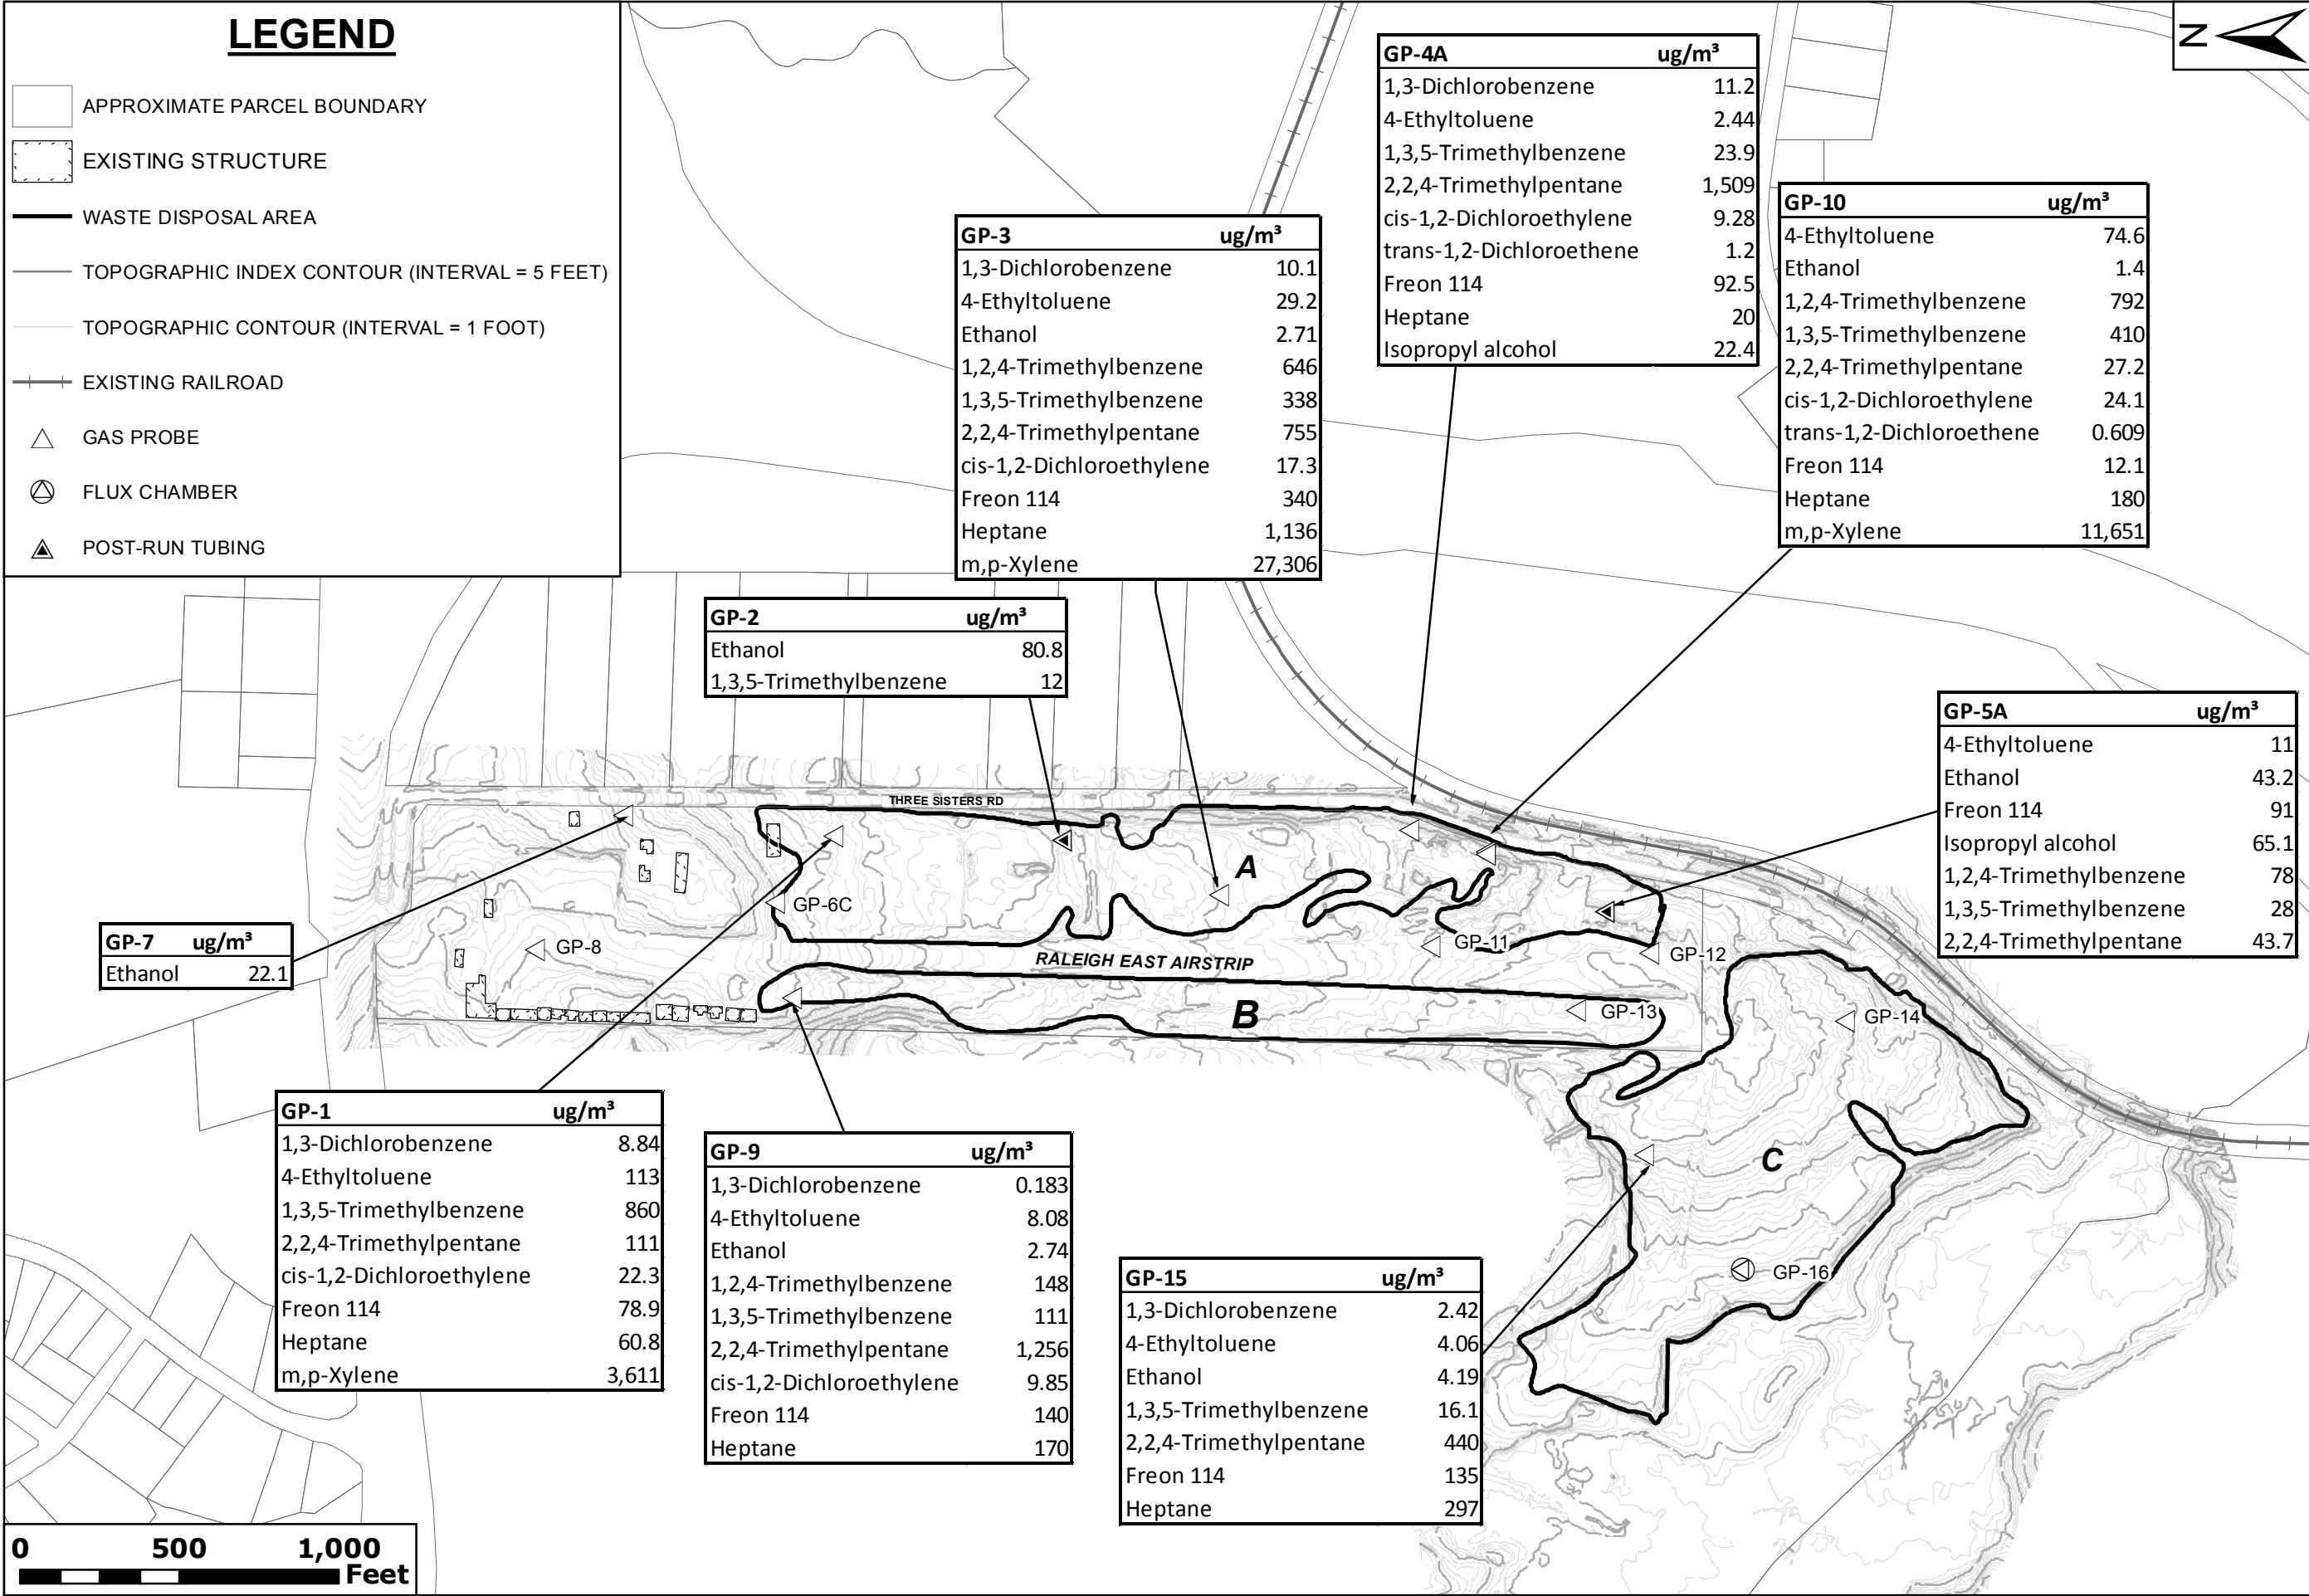 LEGEND
APPROXIMATE PARCEL BOUNDARY
EXISTING STRUCTURE
WASTE DISPOSAL AREA
TOPOGRAPHIC INDEX CONTOUR (INTERVAL = 5 FEET)
TOPOGRAPHIC CONTOUR (INTERVAL = 1 FOOT)
EXISTING RAILROAD
GAS PROBE
FLUX CHAMBER
POST-RUN TUBING
N
GP-4A ug/m³
1,3-Dichlorobenzene 11.2
4-Ethyltoluene 2.44
1,3,5-Trimethylbenzene 23.9
2,2,4-Trimethylpentane 1,509
cis-1,2-Dichloroethylene 9.28
trans-1,2-Dichloroethene 1.2
Freon 114 92.5
Heptane 20
Isopropyl alcohol 22.4
GP-10 ug/m³
4-Ethyltoluene 74.6
Ethanol 1.4
1,2,4-Trimethylbenzene 792
1,3,5-Trimethylbenzene 410
2,2,4-Trimethylpentane 27.2
cis-1,2-Dichloroethylene 24.1
trans-1,2-Dichloroethene 0.609
Freon 114 12.1
Heptane 180
m,p-Xylene 11,651
GP-3 ug/m³
1,3-Dichlorobenzene 10.1
4-Ethyltoluene 29.2
Ethanol 2.71
1,2,4-Trimethylbenzene 646
1,3,5-Trimethylbenzene 338
2,2,4-Trimethylpentane 755
cis-1,2-Dichloroethylene 17.3
Freon 114 340
Heptane 1,136
m,p-Xylene 27,306
GP-2 ug/m³
Ethanol 80.8
1,3,5-Trimethylbenzene 12
GP-5A ug/m³
4-Ethyltoluene 11
Ethanol 43.2
Freon 114 91
Isopropyl alcohol 65.1
1,2,4-Trimethylbenzene 78
1,3,5-Trimethylbenzene 28
2,2,4-Trimethylpentane 43.7
THREE SISTERS RD
A
GP-6C
GP-8
GP-11
GP-12
RALEIGH EAST AIRSTRIP
B
GP-13
GP-14
C
GP-16
GP-7 ug/m³
Ethanol 22.1
GP-1 ug/m³
1,3-Dichlorobenzene 8.84
4-Ethyltoluene 113
1,3,5-Trimethylbenzene 860
2,2,4-Trimethylpentane 111
cis-1,2-Dichloroethylene 22.3
Freon 114 78.9
Heptane 60.8
m,p-Xylene 3,611
GP-9 ug/m³
1,3-Dichlorobenzene 0.183
4-Ethyltoluene 8.08
Ethanol 2.74
1,2,4-Trimethylbenzene 148
1,3,5-Trimethylbenzene 111
2,2,4-Trimethylpentane 1,256
cis-1,2-Dichloroethylene 9.85
Freon 114 140
Heptane 170
GP-15 ug/m³
1,3-Dichlorobenzene 2.42
4-Ethyltoluene 4.06
Ethanol 4.19
1,3,5-Trimethylbenzene 16.1
2,2,4-Trimethylpentane 440
Freon 114 135
Heptane 297
0 500 1,000
Feet